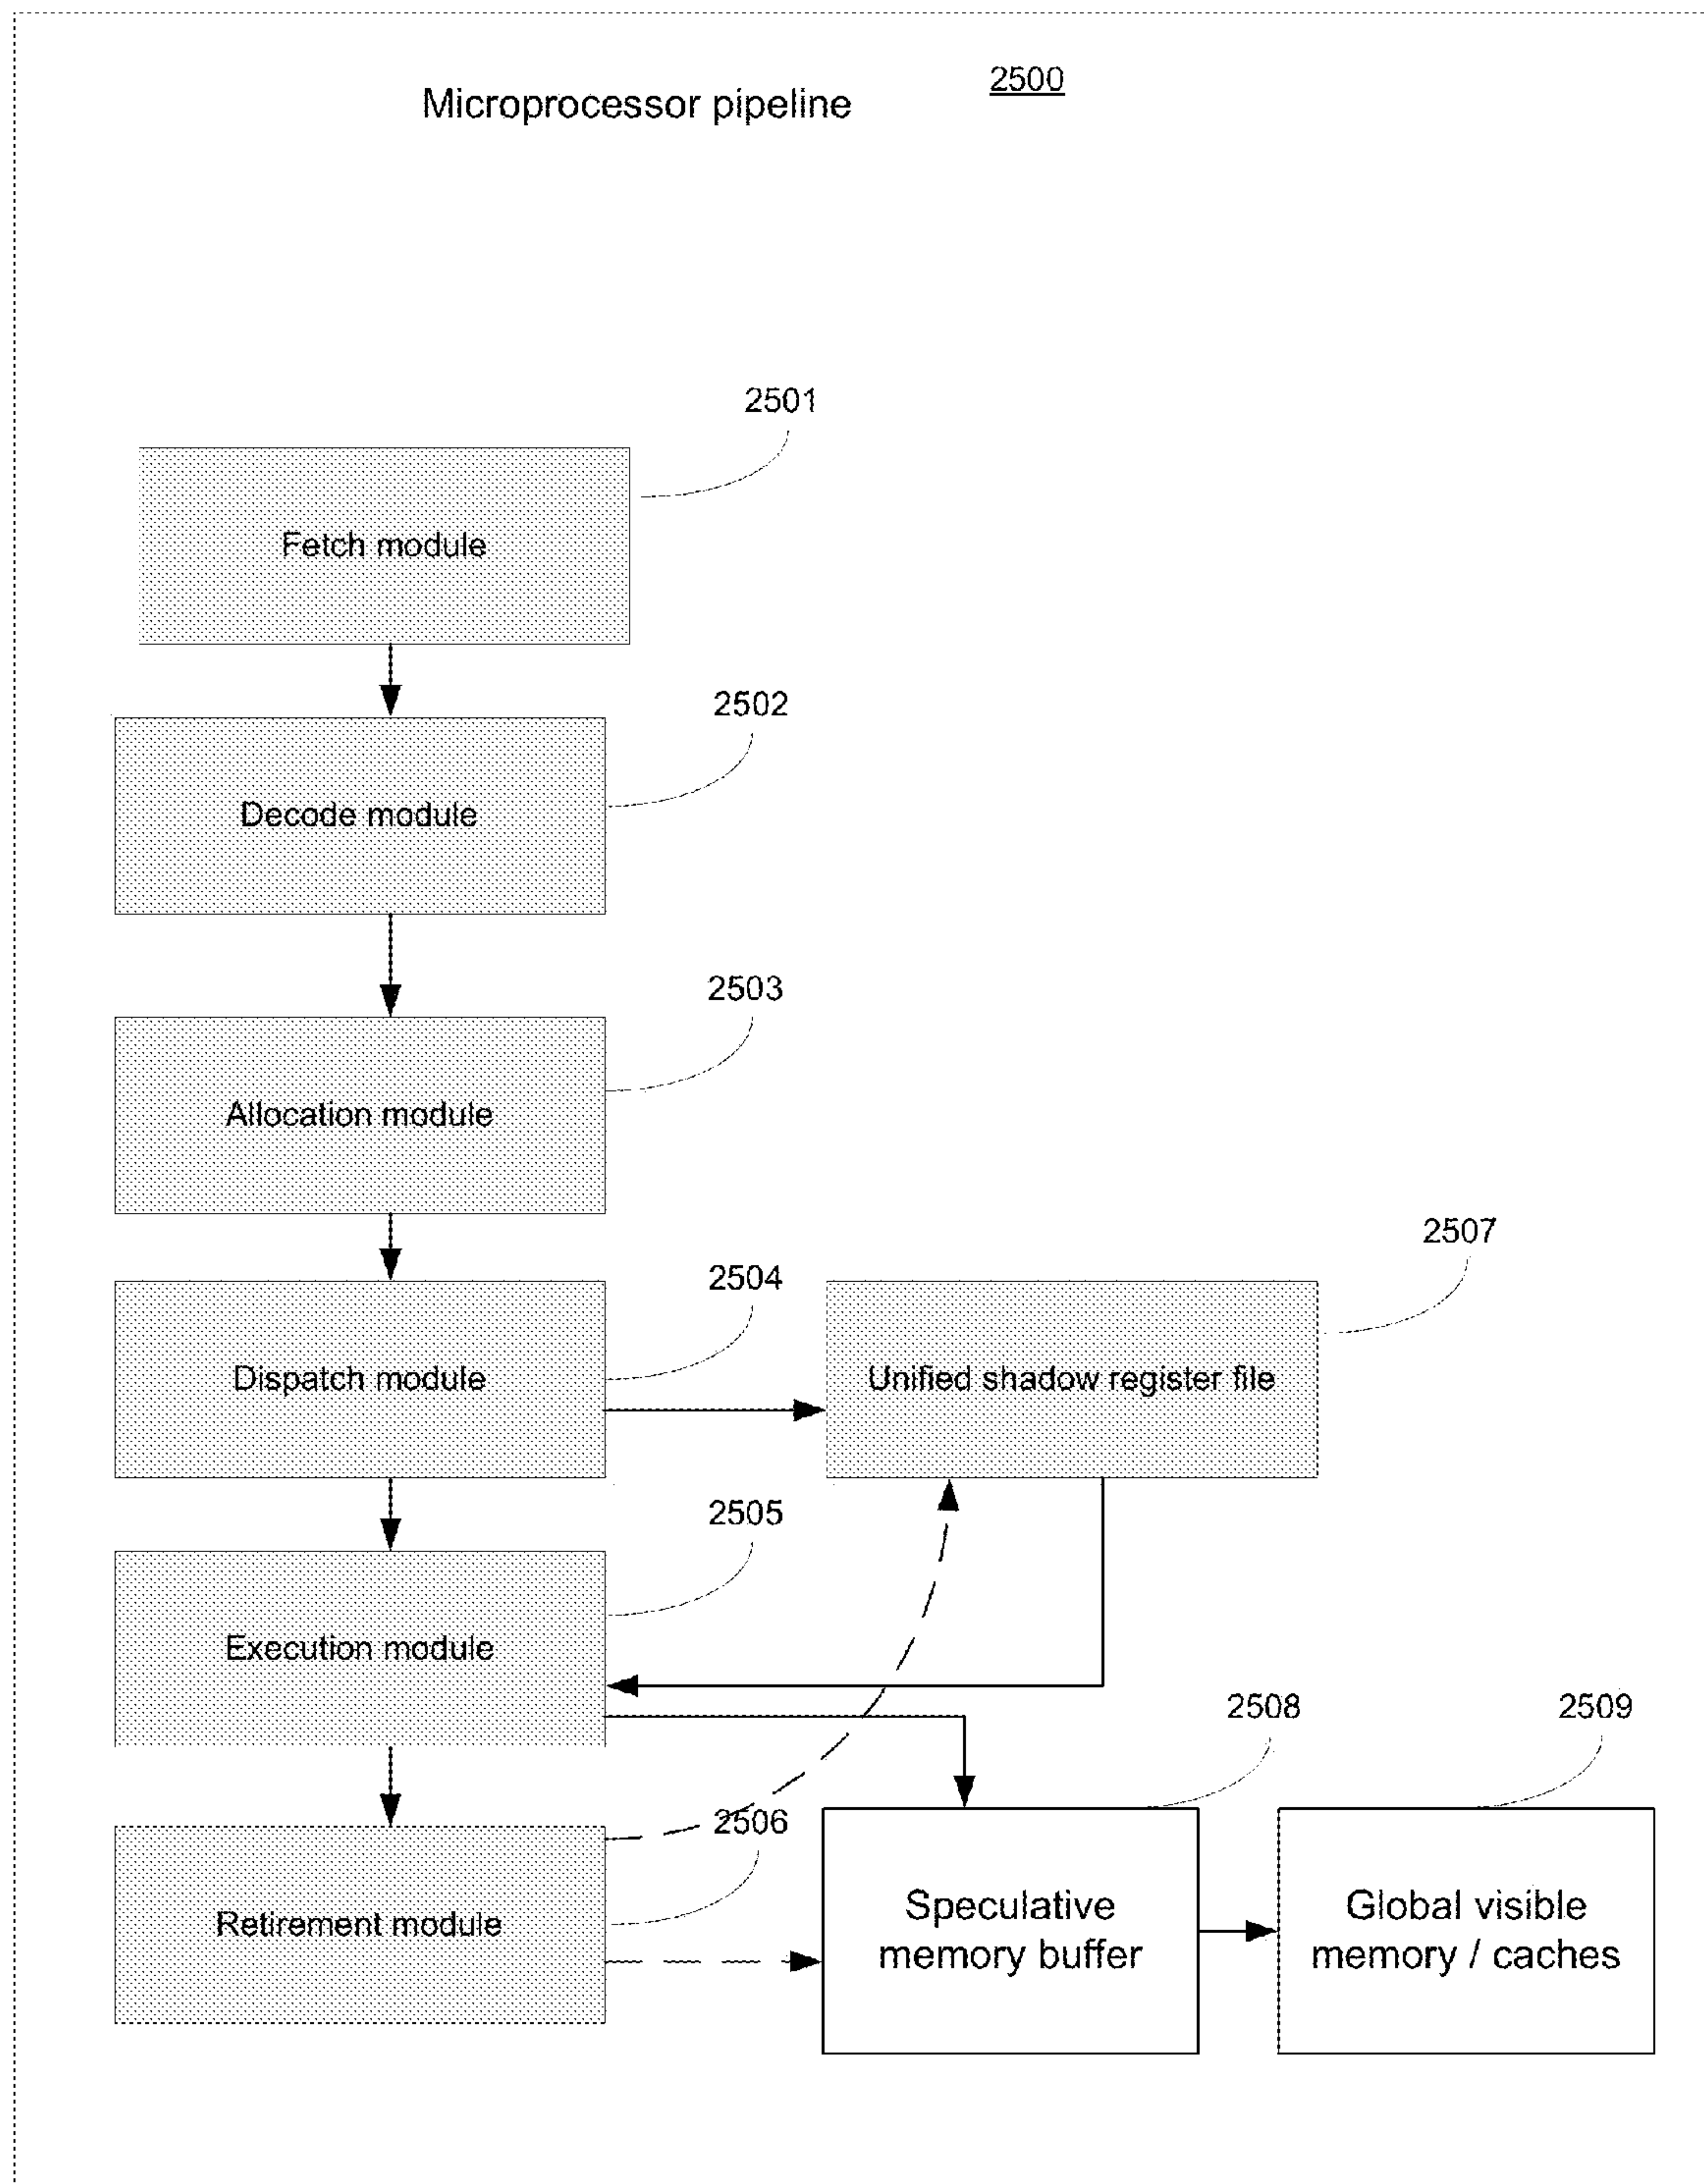 Microprocessor pipeline
2500
2501
Fetch module
2502
Decode module
2503
Allocation module
2504
Dispatch module
2507
Unified shadow register file
2505
Execution module
2508
2509
2506
Retirement module
Speculative
memory buffer
Global visible
memory / caches